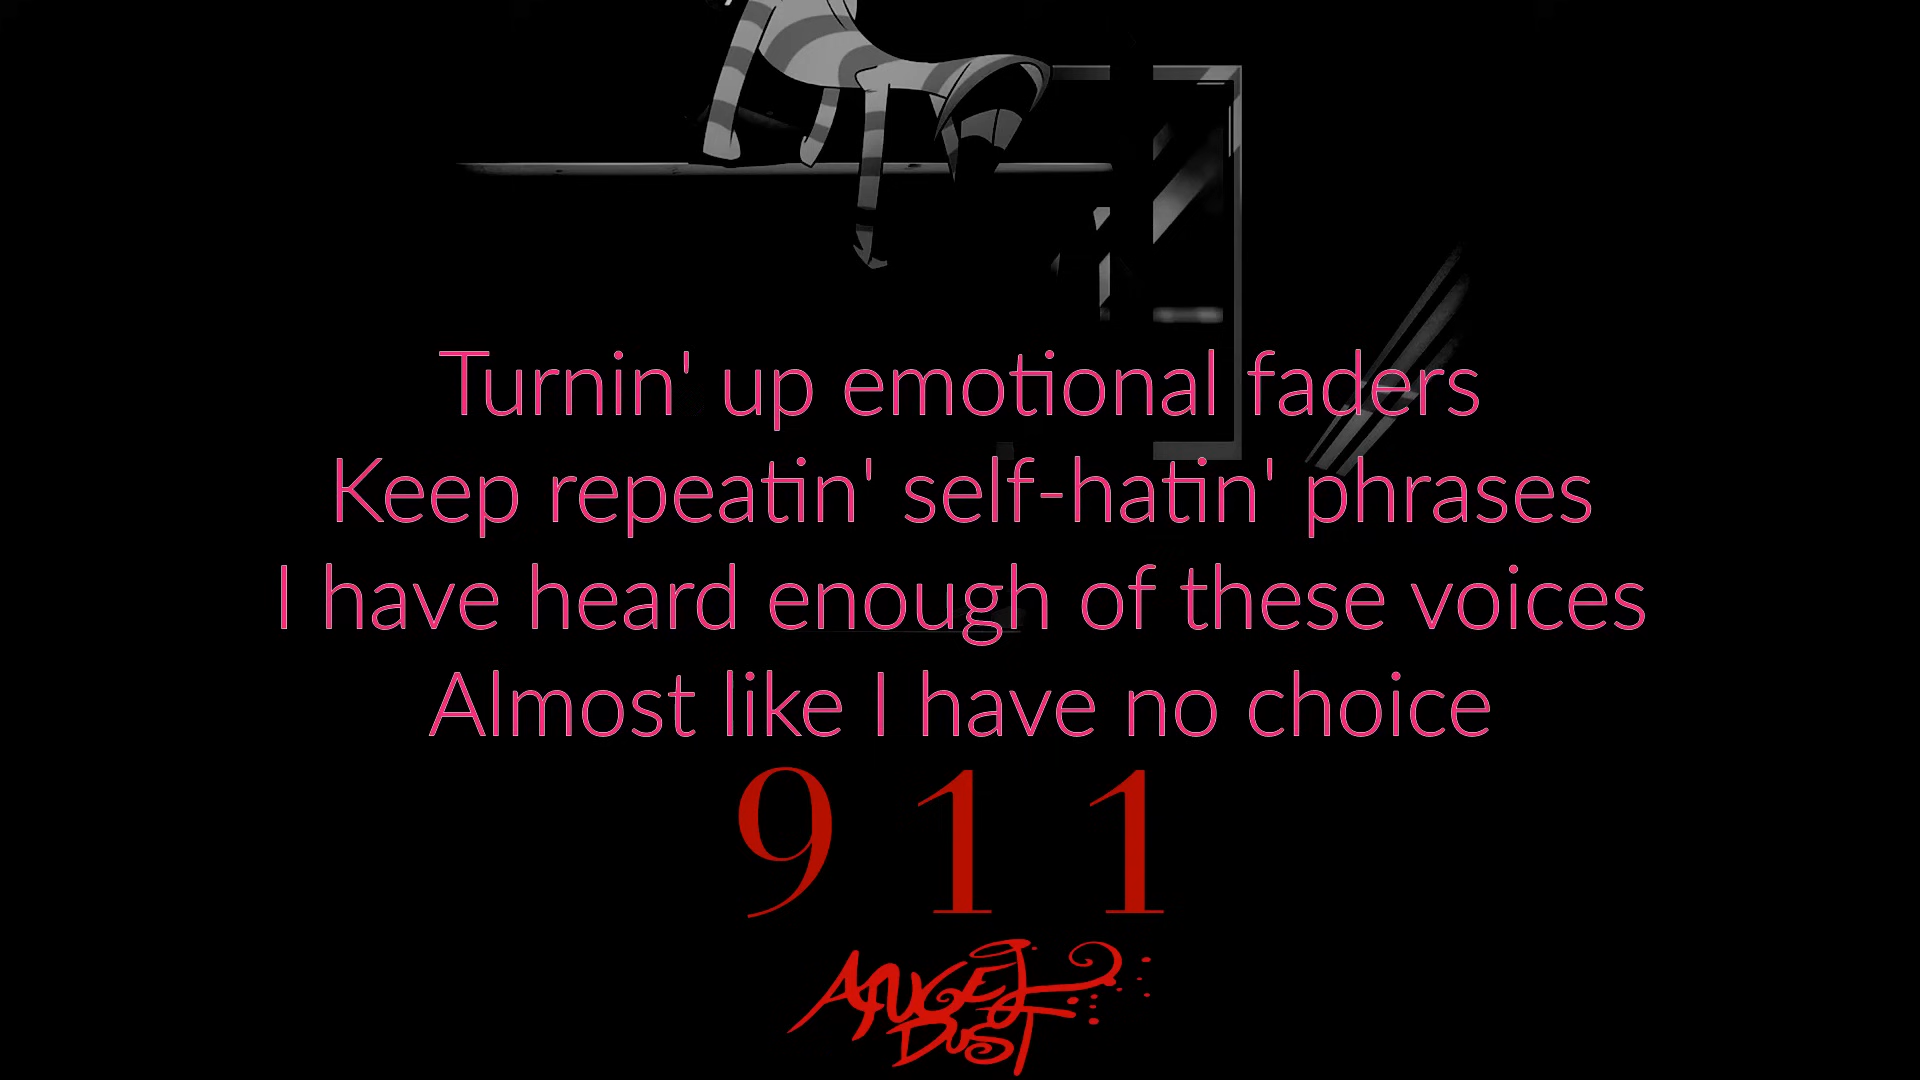 Turnin' up emotional faders
Keep repeatin' self-hatin' phrases
I have heard enough of these voices
Almost like I have no choice
911
ANGEL
DUST